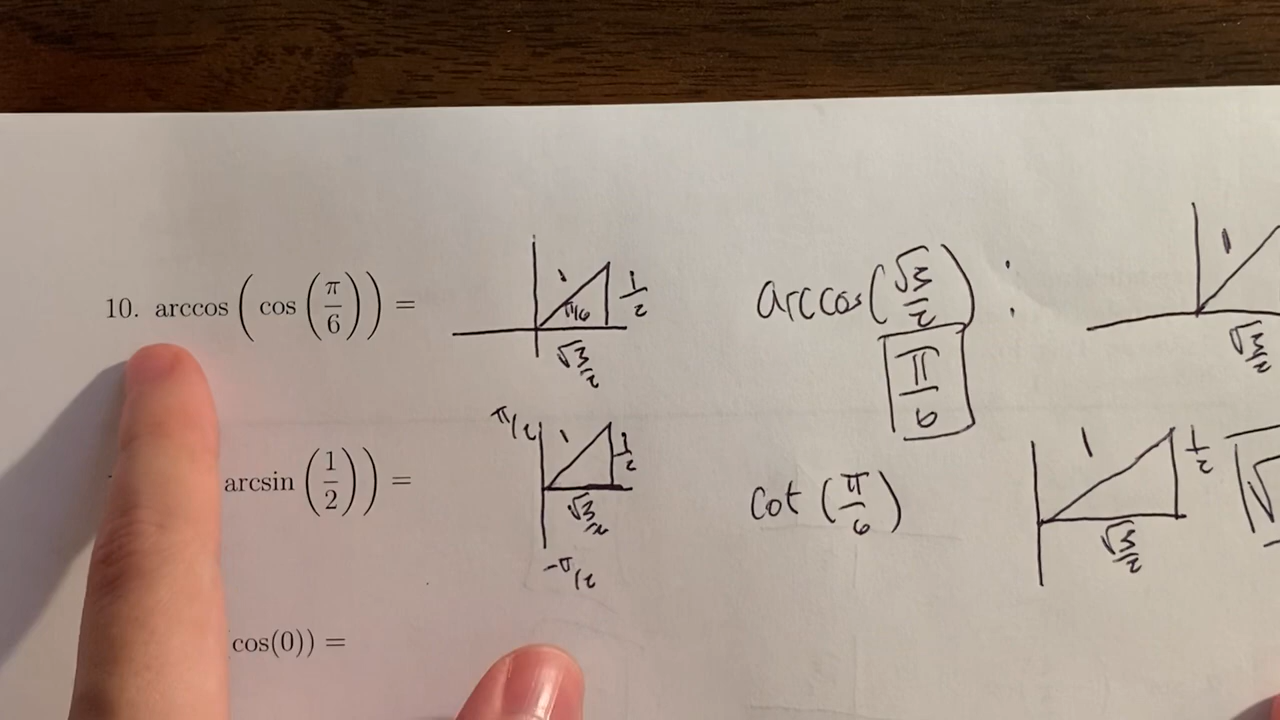 10. arccos(cos(π/6)) =
1
π/6
1/2
√3/2
arccos(√3/2) :
π/6
1
√3/2
arcsin(1/2)) =
π/2
1
1/2
√3/2
-π/2
cot(π/6)
1
1/2
√3/2
√
cos(0)) =